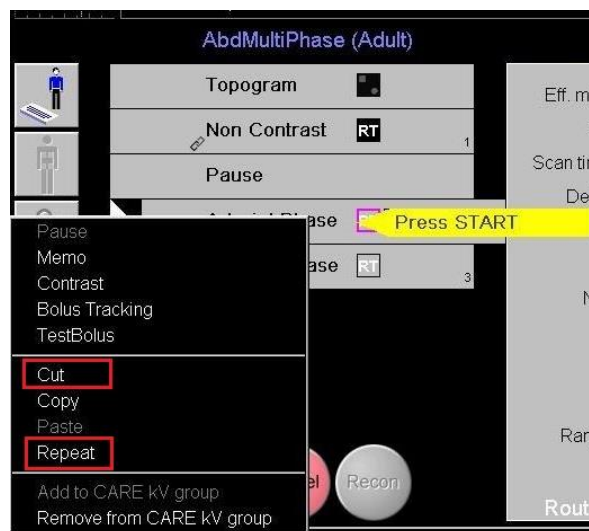 AbdMultiPhase (Adult)
Topogram
Eff. m
Non Contrast RT 1
Scan tir
Pause
De
ase Press START
ase RT 3
Pause
Memo
Contrast
Bolus Tracking
TestBolus
Cut
Copy
Paste
Repeat
Ran
el Recon
Add to CARE kV group
Remove from CARE kV group
Rout